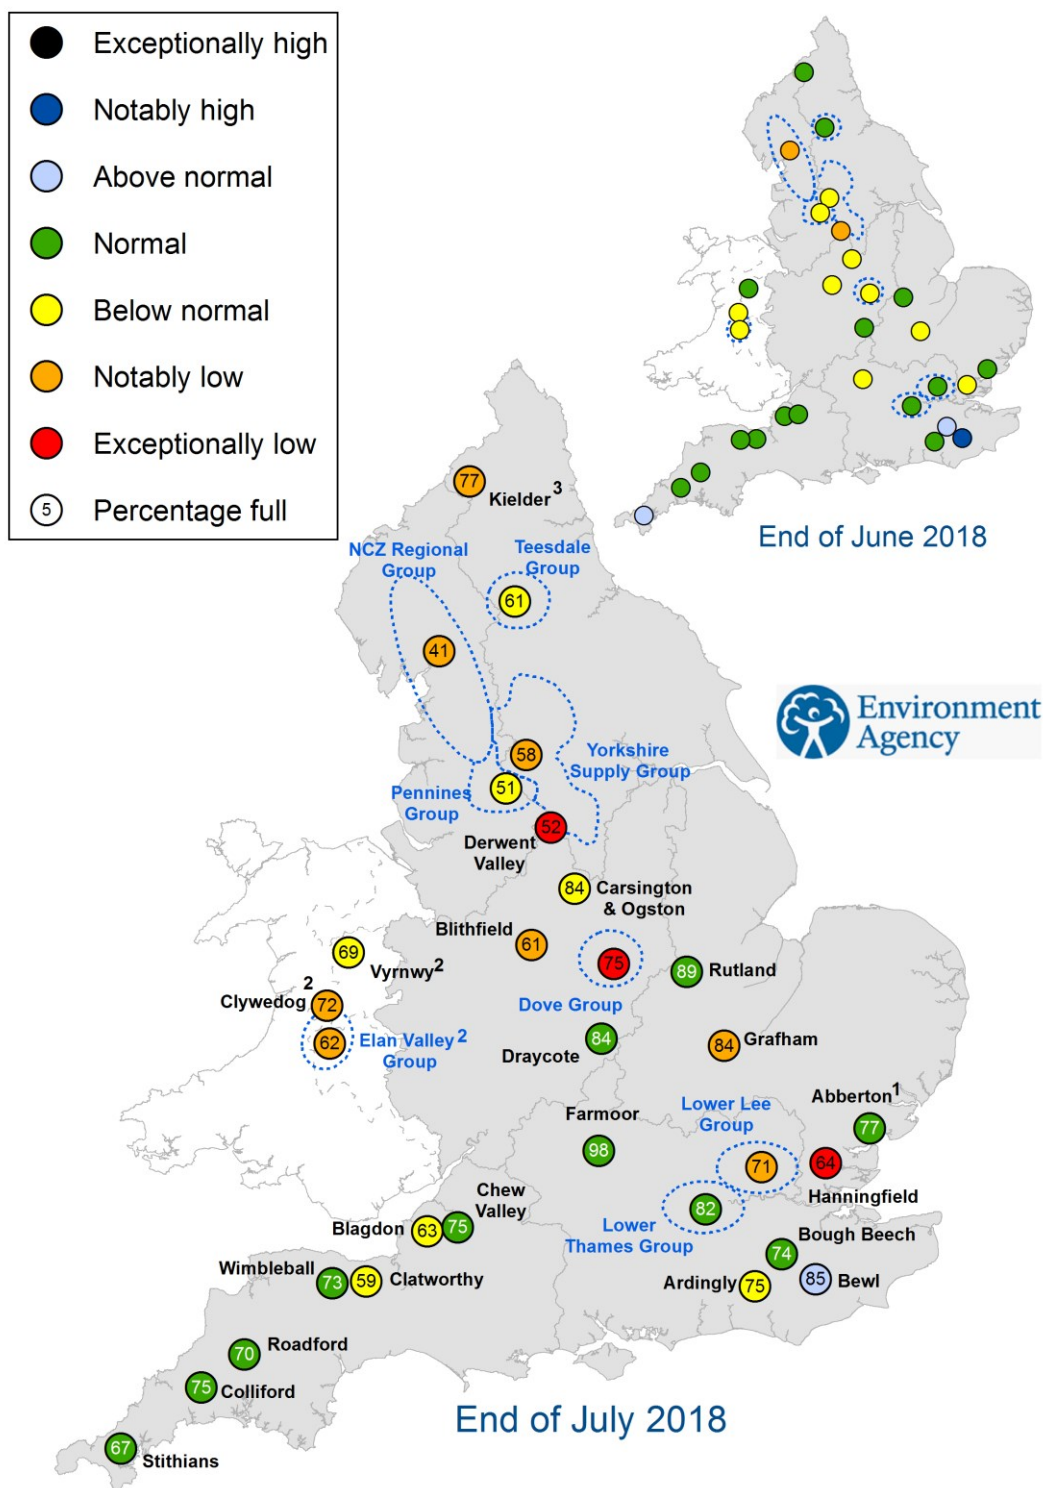 Exceptionally high
Notably high
Above normal
Normal
Below normal
Notably low
Exceptionally low
5 Percentage full
End of June 2018
77
Kielder3
NCZ Regional
Group
Teesdale
Group
61
41
Environment
Agency
58
Yorkshire
Supply Group
51
Pennines
Group
52
Derwent
Valley
84
Carsington
& Ogston
Blithfield
61
69
Vyrnwy2
75
Dove Group
89
Rutland
Clywedog2
72
62
Elan Valley2
Group
84
Draycote
84
Grafham
Abberton1
77
Farmoor
98
Lower Lee
Group
71
64
Hanningfield
82
Lower
Thames Group
Chew
Valley
Blagdon
63
75
Bough Beech
74
Wimbleball
73
59
Clatworthy
Ardingly
75
85
Bewl
70
Roadford
75
Colliford
End of July 2018
67
Stithians